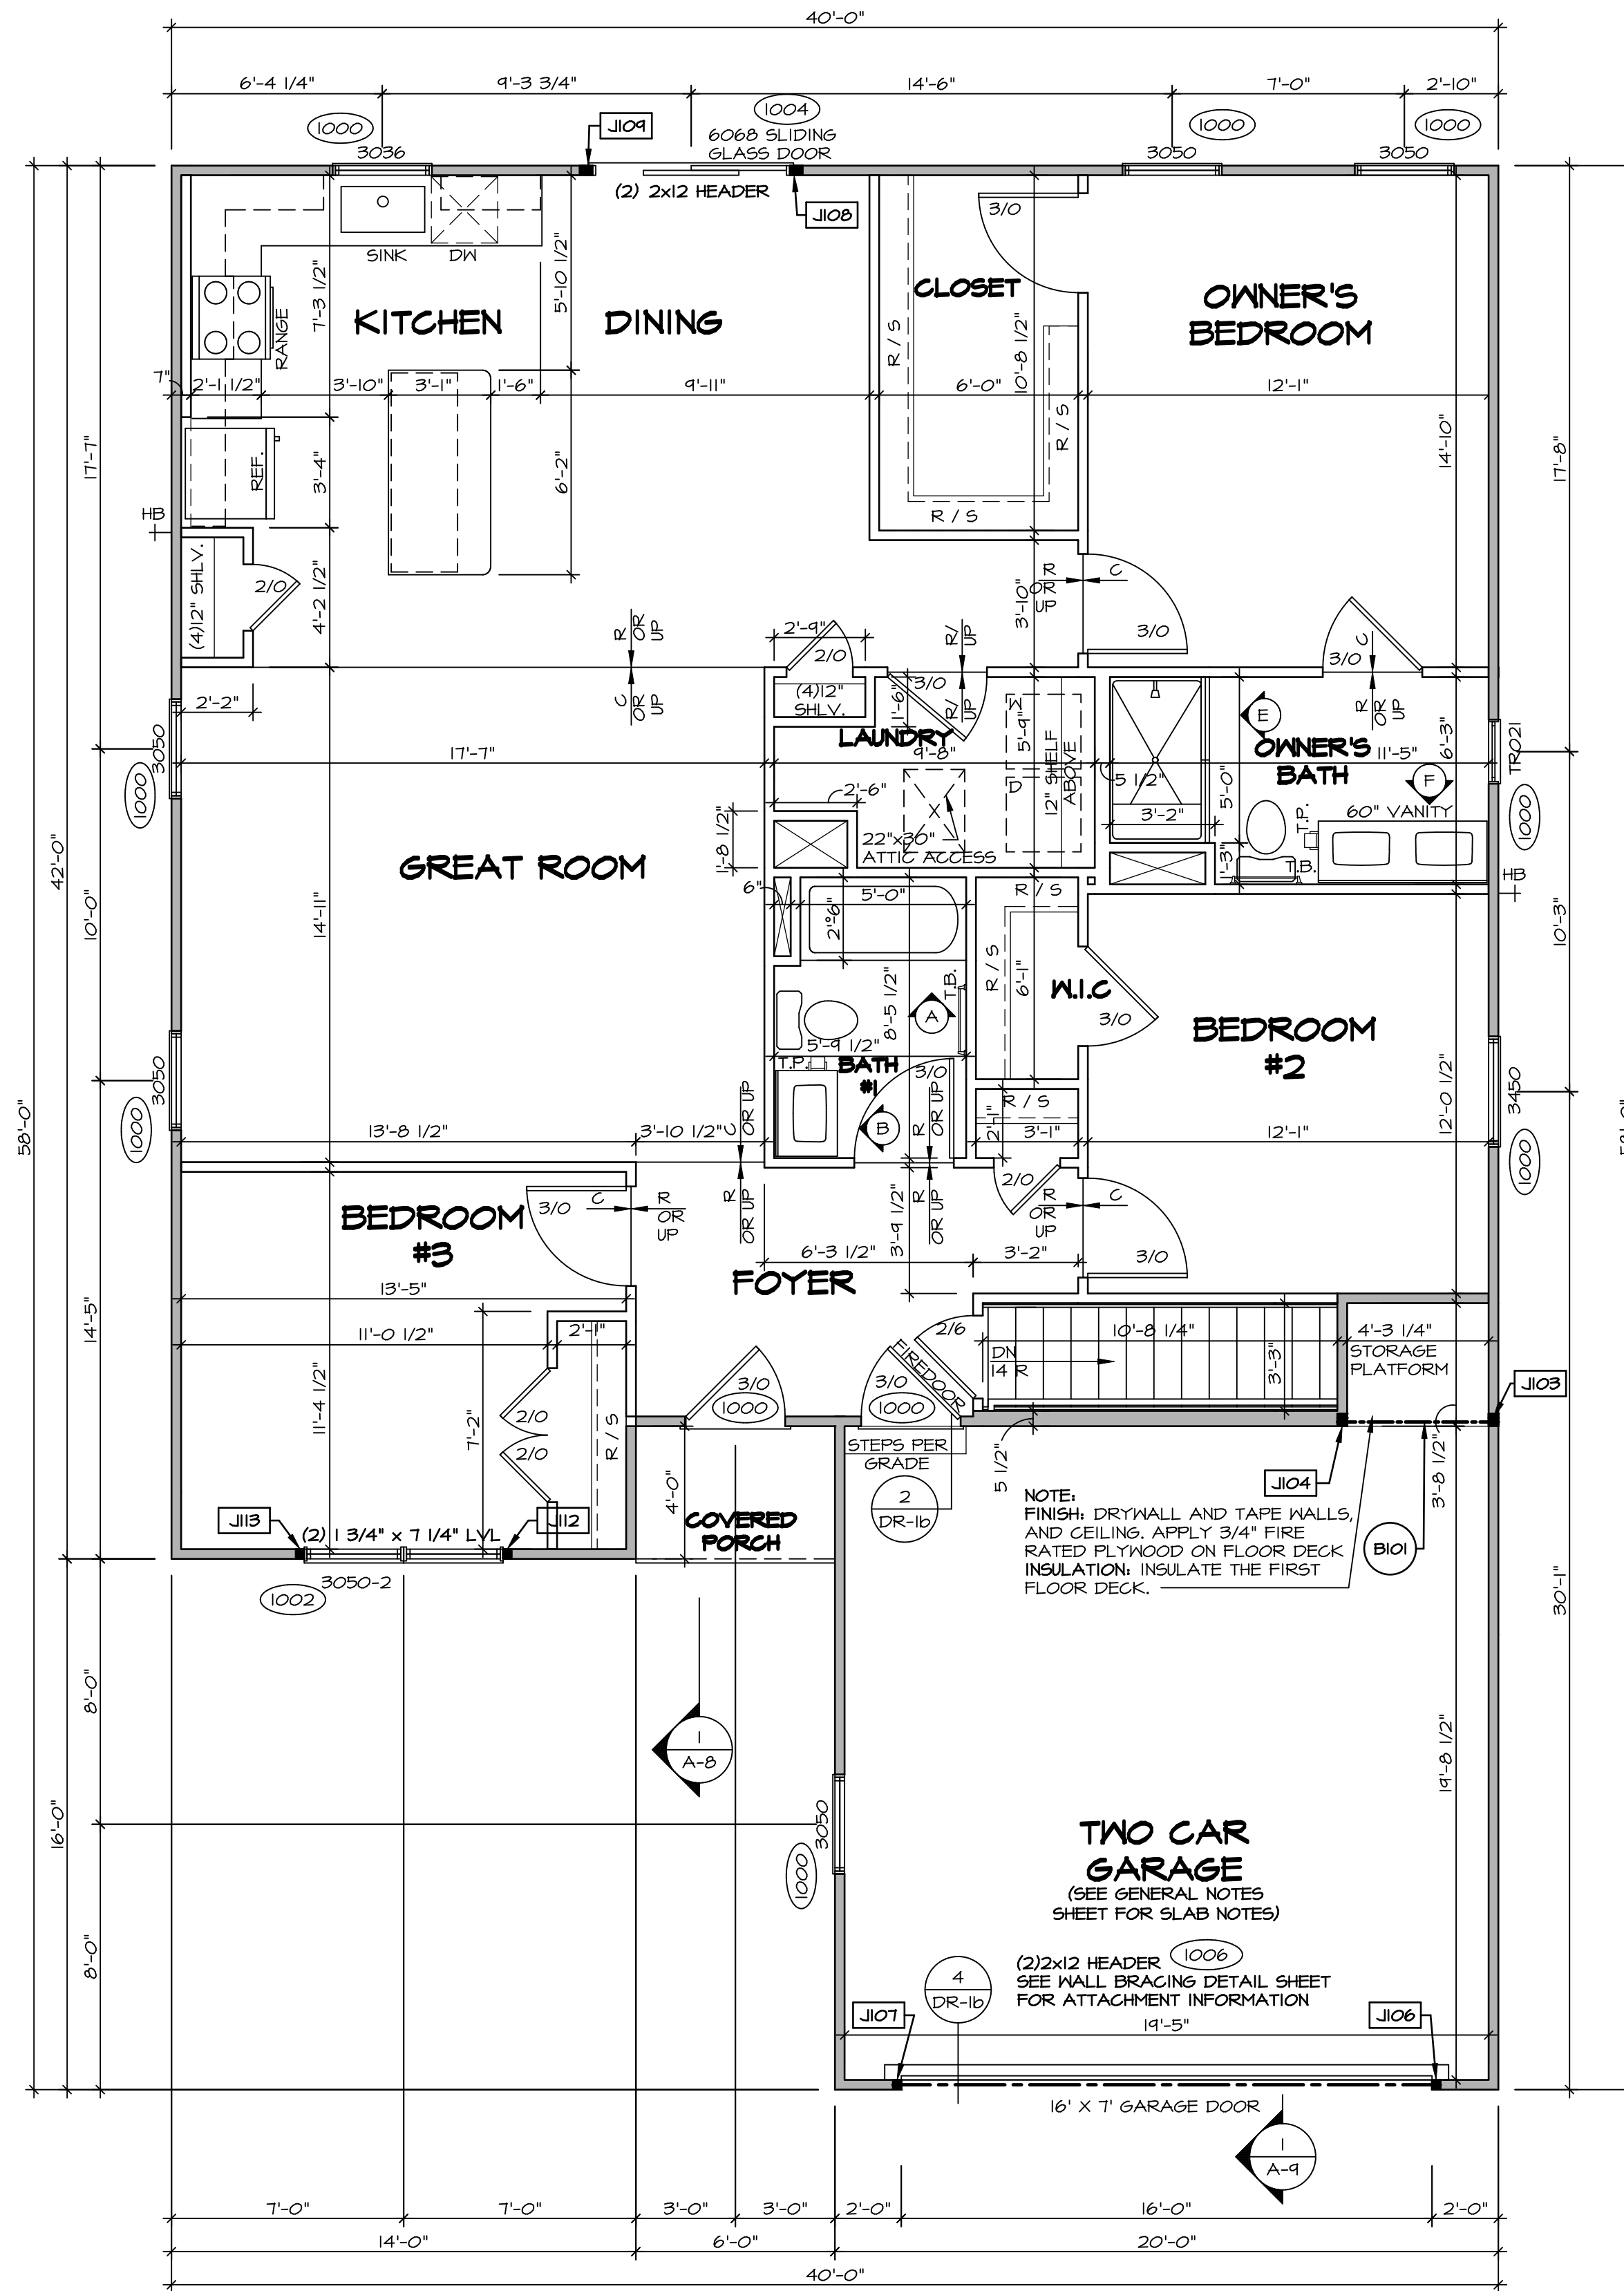 40'-0"
6'-4 1/4"
9'-3 3/4"
14'-6"
7'-0"
2'-10"
1000
J109
1004
6068 SLIDING
GLASS DOOR
1000
1000
3036
3050
3050
(2) 2x12 HEADER
J108
3/0
SINK
DW
RANGE
7'-3 1/2"
5'-10 1/2"
KITCHEN
DINING
CLOSET
OWNER'S
BEDROOM
R / S
10'-8 1/2"
7"
2'-1 1/2"
3'-10"
3'-1"
1'-6"
9'-11"
6'-0"
12'-1"
R / S
17'-7"
14'-10"
17'-8"
REF.
3'-4"
6'-2"
R / S
HB
(4)12" SHLV.
2/0
4'-2 1/2"
R
OR
UP
C
3'-10"
3/0
R
OR UP
C
OR UP
2'-9"
2/0
R/
UP
R/
UP
3/0
(4)12"
SHLV.
1'-6"
3/0
C
R
OR UP
2'-2"
3050
1000
17'-7"
LAUNDRY
9'-8"
W
5'-9"
D
12" SHELF
ABOVE
E
OWNER'S
BATH
11'-5"
6'-3"
TR021
1000
5 1/2"
5'-0"
F
2'-6"
3'-2"
60" VANITY
T.P.
T.B.
1'-3"
HB
42'-0"
10'-0"
GREAT ROOM
1'-8 1/2"
22"x30"
ATTIC ACCESS
6"
5'-0"
2'-6"
R / S
10'-3"
14'-11"
R / S
6'-1"
W.I.C
3/0
8'-5 1/2"
A
T.B.
BEDROOM
#2
5'-9 1/2"
T.P.
BATH
#1
3/0
58'-0"
3050
1000
3450
1000
12'-0 1/2"
13'-8 1/2"
3'-10 1/2"
C
OR UP
R
OR UP
B
R
OR UP
R
OR UP
R / S
2'-1"
3'-1"
12'-1"
2/0
R
OR
UP
C
3/0
BEDROOM
#3
3/0
C
R
OR
UP
3'-9 1/2"
6'-3 1/2"
3'-2"
FOYER
13'-5"
14'-5"
11'-0 1/2"
2'-1"
2/6
10'-8 1/4"
4'-3 1/4"
STORAGE
PLATFORM
DN
14 R
3'-3"
FIREDOOR
J103
3/0
1000
3/0
1000
11'-4 1/2"
7'-2"
2/0
2/0
R / S
STEPS PER
GRADE
5 1/2"
3'-8 1/2"
J104
4'-0"
2
DR-1b
NOTE:
FINISH: DRYWALL AND TAPE WALLS,
AND CEILING. APPLY 3/4" FIRE
RATED PLYWOOD ON FLOOR DECK
INSULATION: INSULATE THE FIRST
FLOOR DECK.
B101
J113
(2) 1 3/4" x 7 1/4" LVL
J112
COVERED
PORCH
3050-2
1002
30'-1"
8'-0"
1
A-8
19'-8 1/2"
16'-0"
3050
1000
TWO CAR
GARAGE
(SEE GENERAL NOTES
SHEET FOR SLAB NOTES)
8'-0"
4
DR-1b
(2)2x12 HEADER
1006
SEE WALL BRACING DETAIL SHEET
FOR ATTACHMENT INFORMATION
J107
J106
19'-5"
16' X 7' GARAGE DOOR
1
A-9
7'-0"
7'-0"
3'-0"
3'-0"
2'-0"
16'-0"
2'-0"
14'-0"
6'-0"
20'-0"
40'-0"